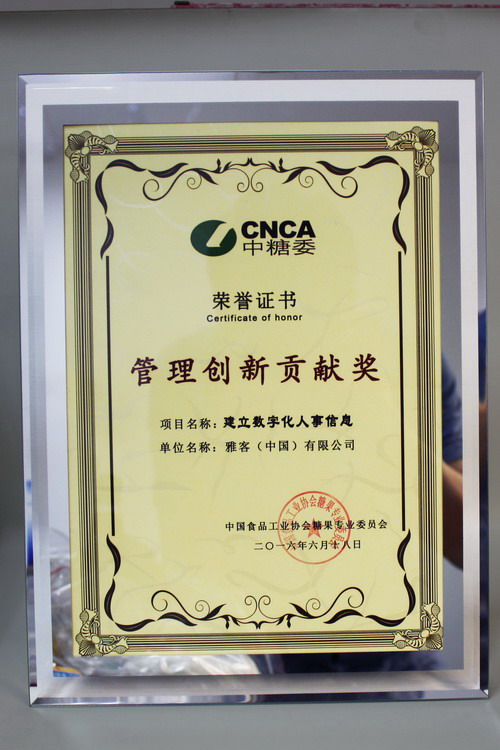 CNCA
中糖委
荣誉证书
Certificate of honor
管理创新贡献奖
项目名称：建立数字化人事信息
单位名称：雅客（中国）有限公司
中国食品工业协会糖果专业委员会
二〇一六年六月十八日